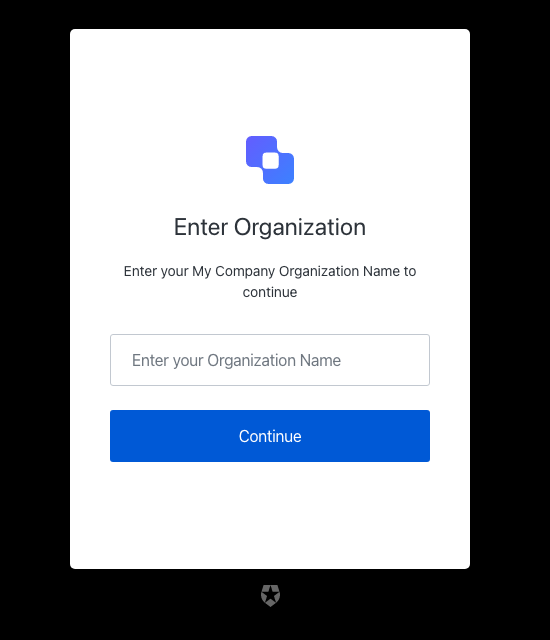 Enter Organization
Enter your My Company Organization Name to
continue
Enter your Organization Name
Continue